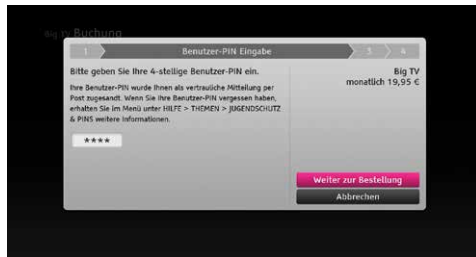 Big TV Buchung
1 Benutzer-PIN Eingabe 3 4
Bitte geben Sie Ihre 4-stellige Benutzer-PIN ein.
Ihre Benutzer-PIN wurde Ihnen als vertrauliche Mitteilung per
Post zugesandt. Wenn Sie Ihre Benutzer-PIN vergessen haben,
erhalten Sie im Menü unter HILFE > THEMEN > JUGENDSCHUTZ
& PINS weitere Informationen.
****
Big TV
monatlich 19,95 €
Weiter zur Bestellung
Abbrechen